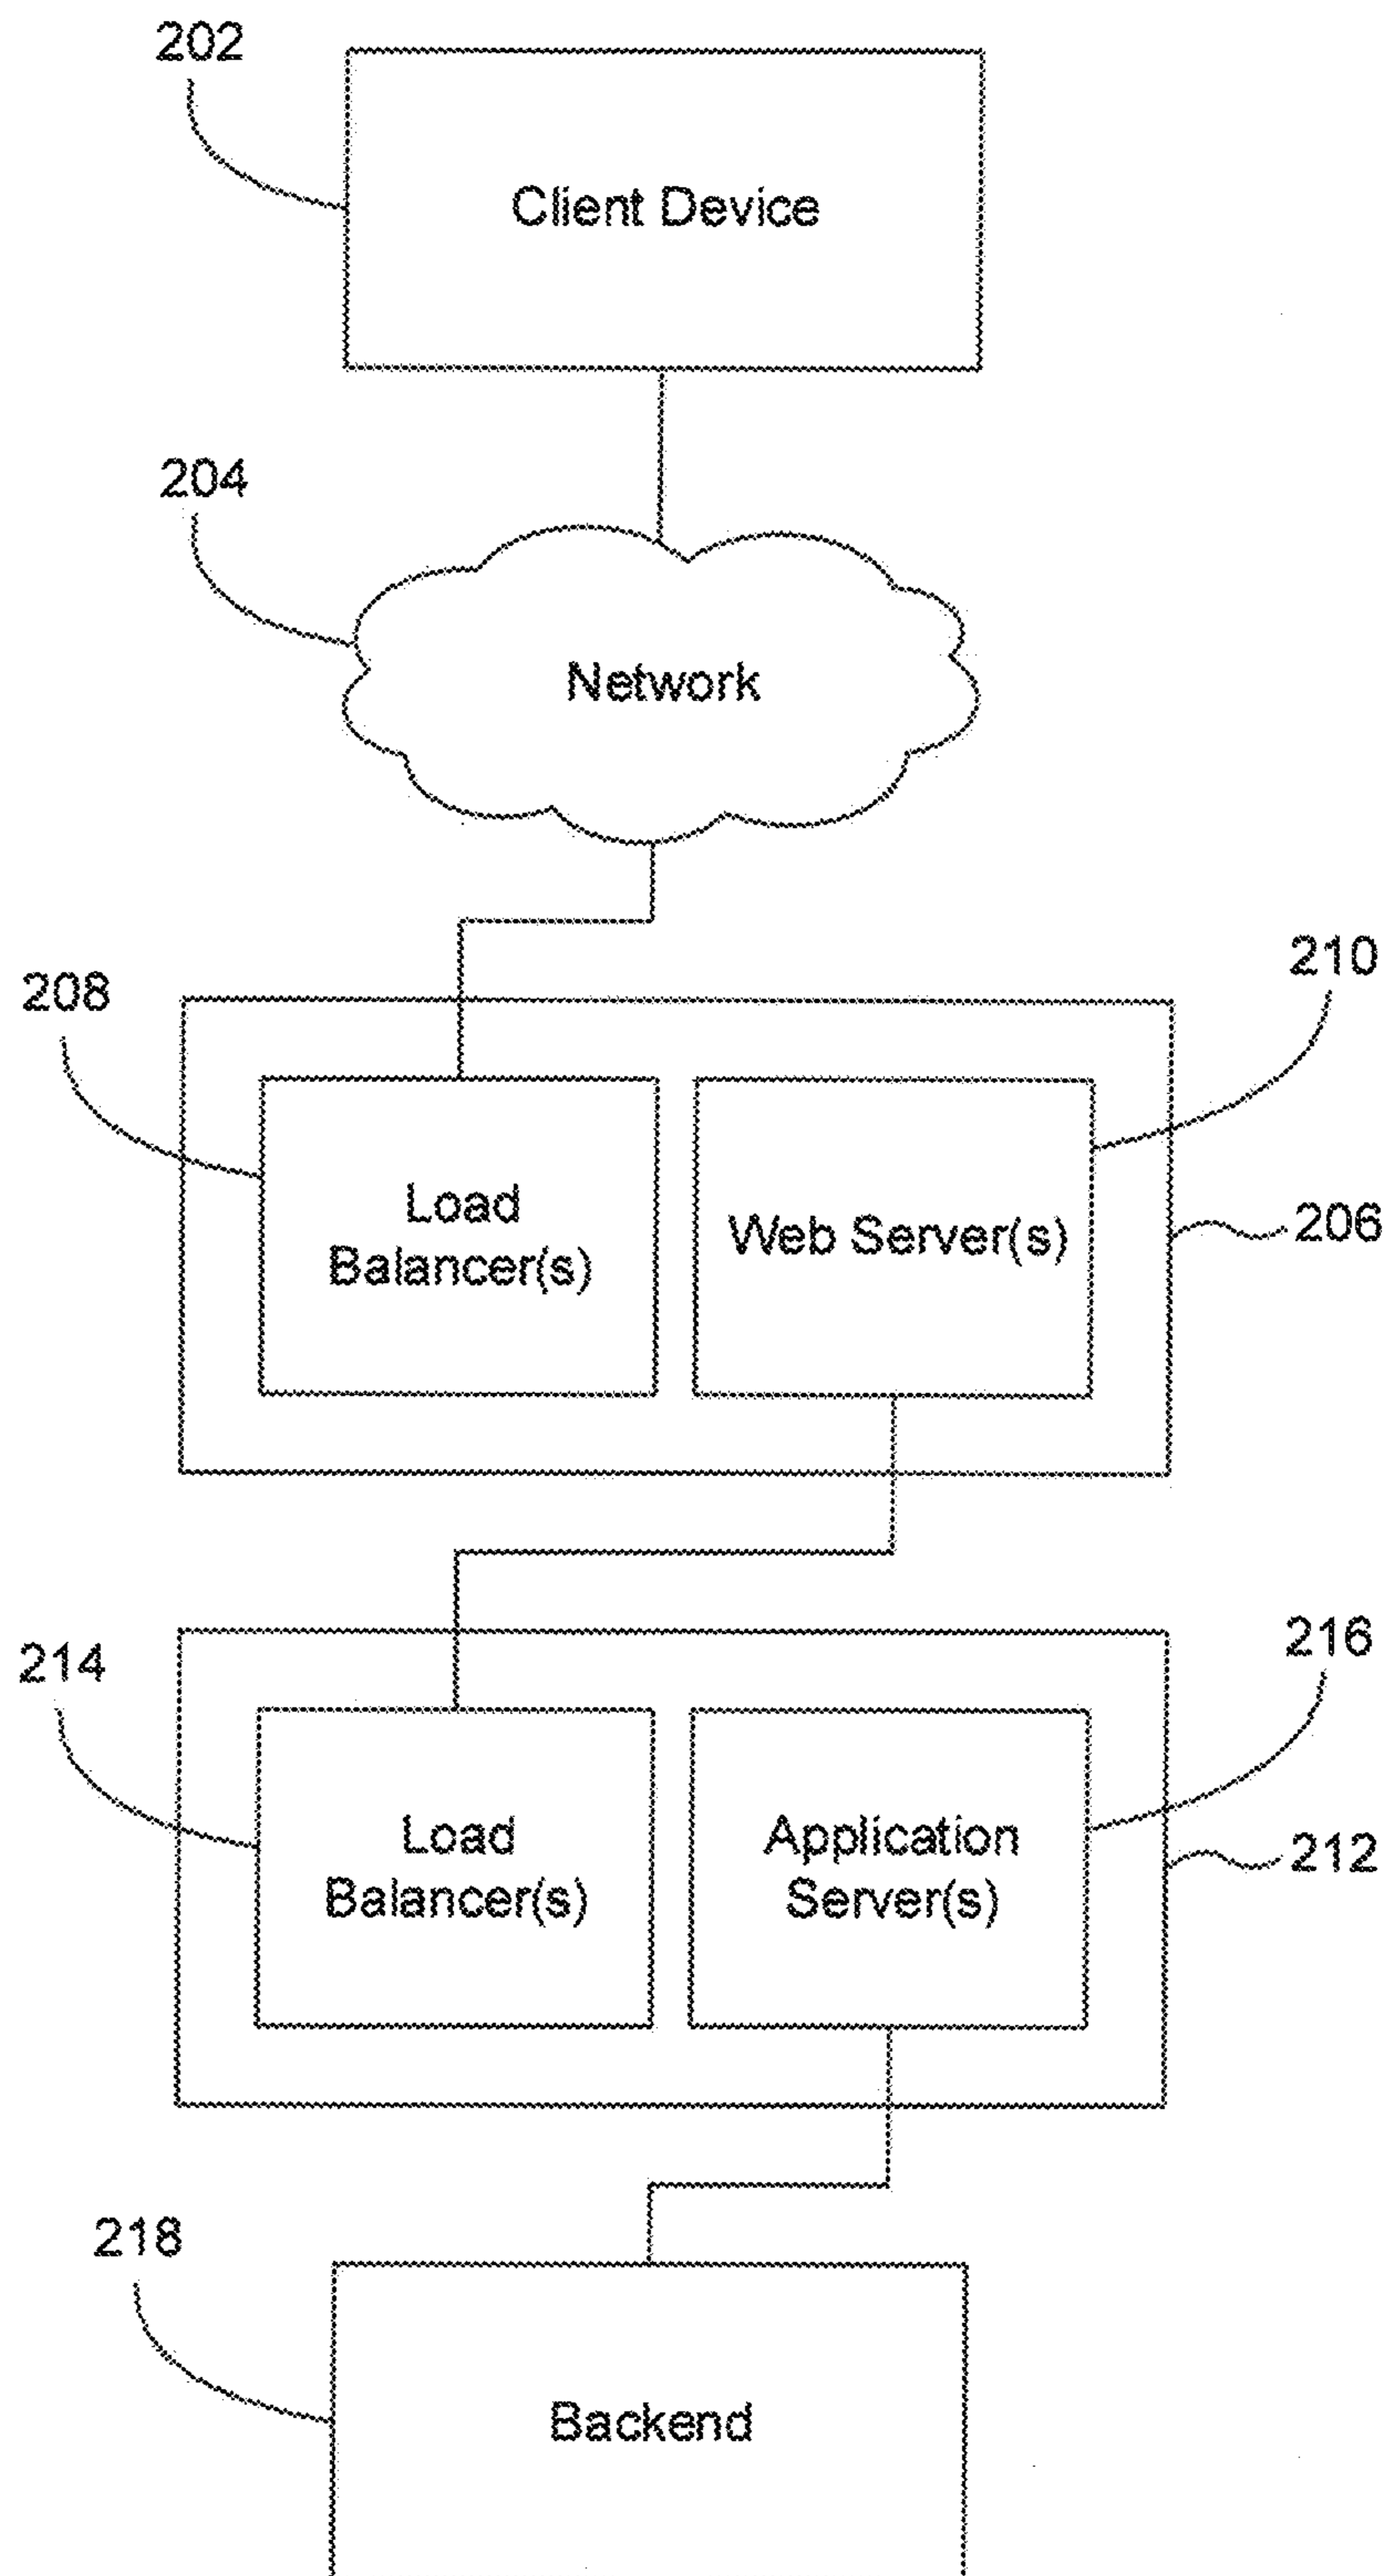 202
Client Device
204
Network
208
210
Load
Balancer(s)
Web Server(s)
206
214
216
Load
Balancer(s)
Application
Server(s)
212
218
Backend